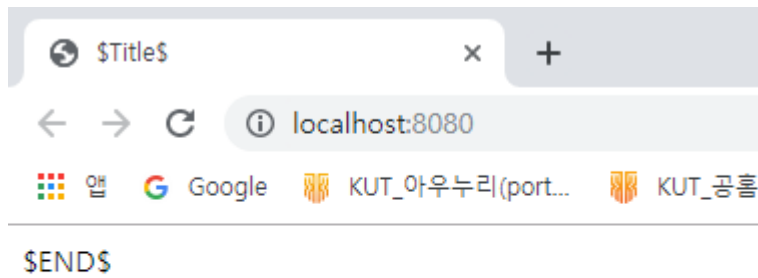 $Title$
localhost:8080
앱 Google KUT_아우누리(port... KUT_공홈
$END$